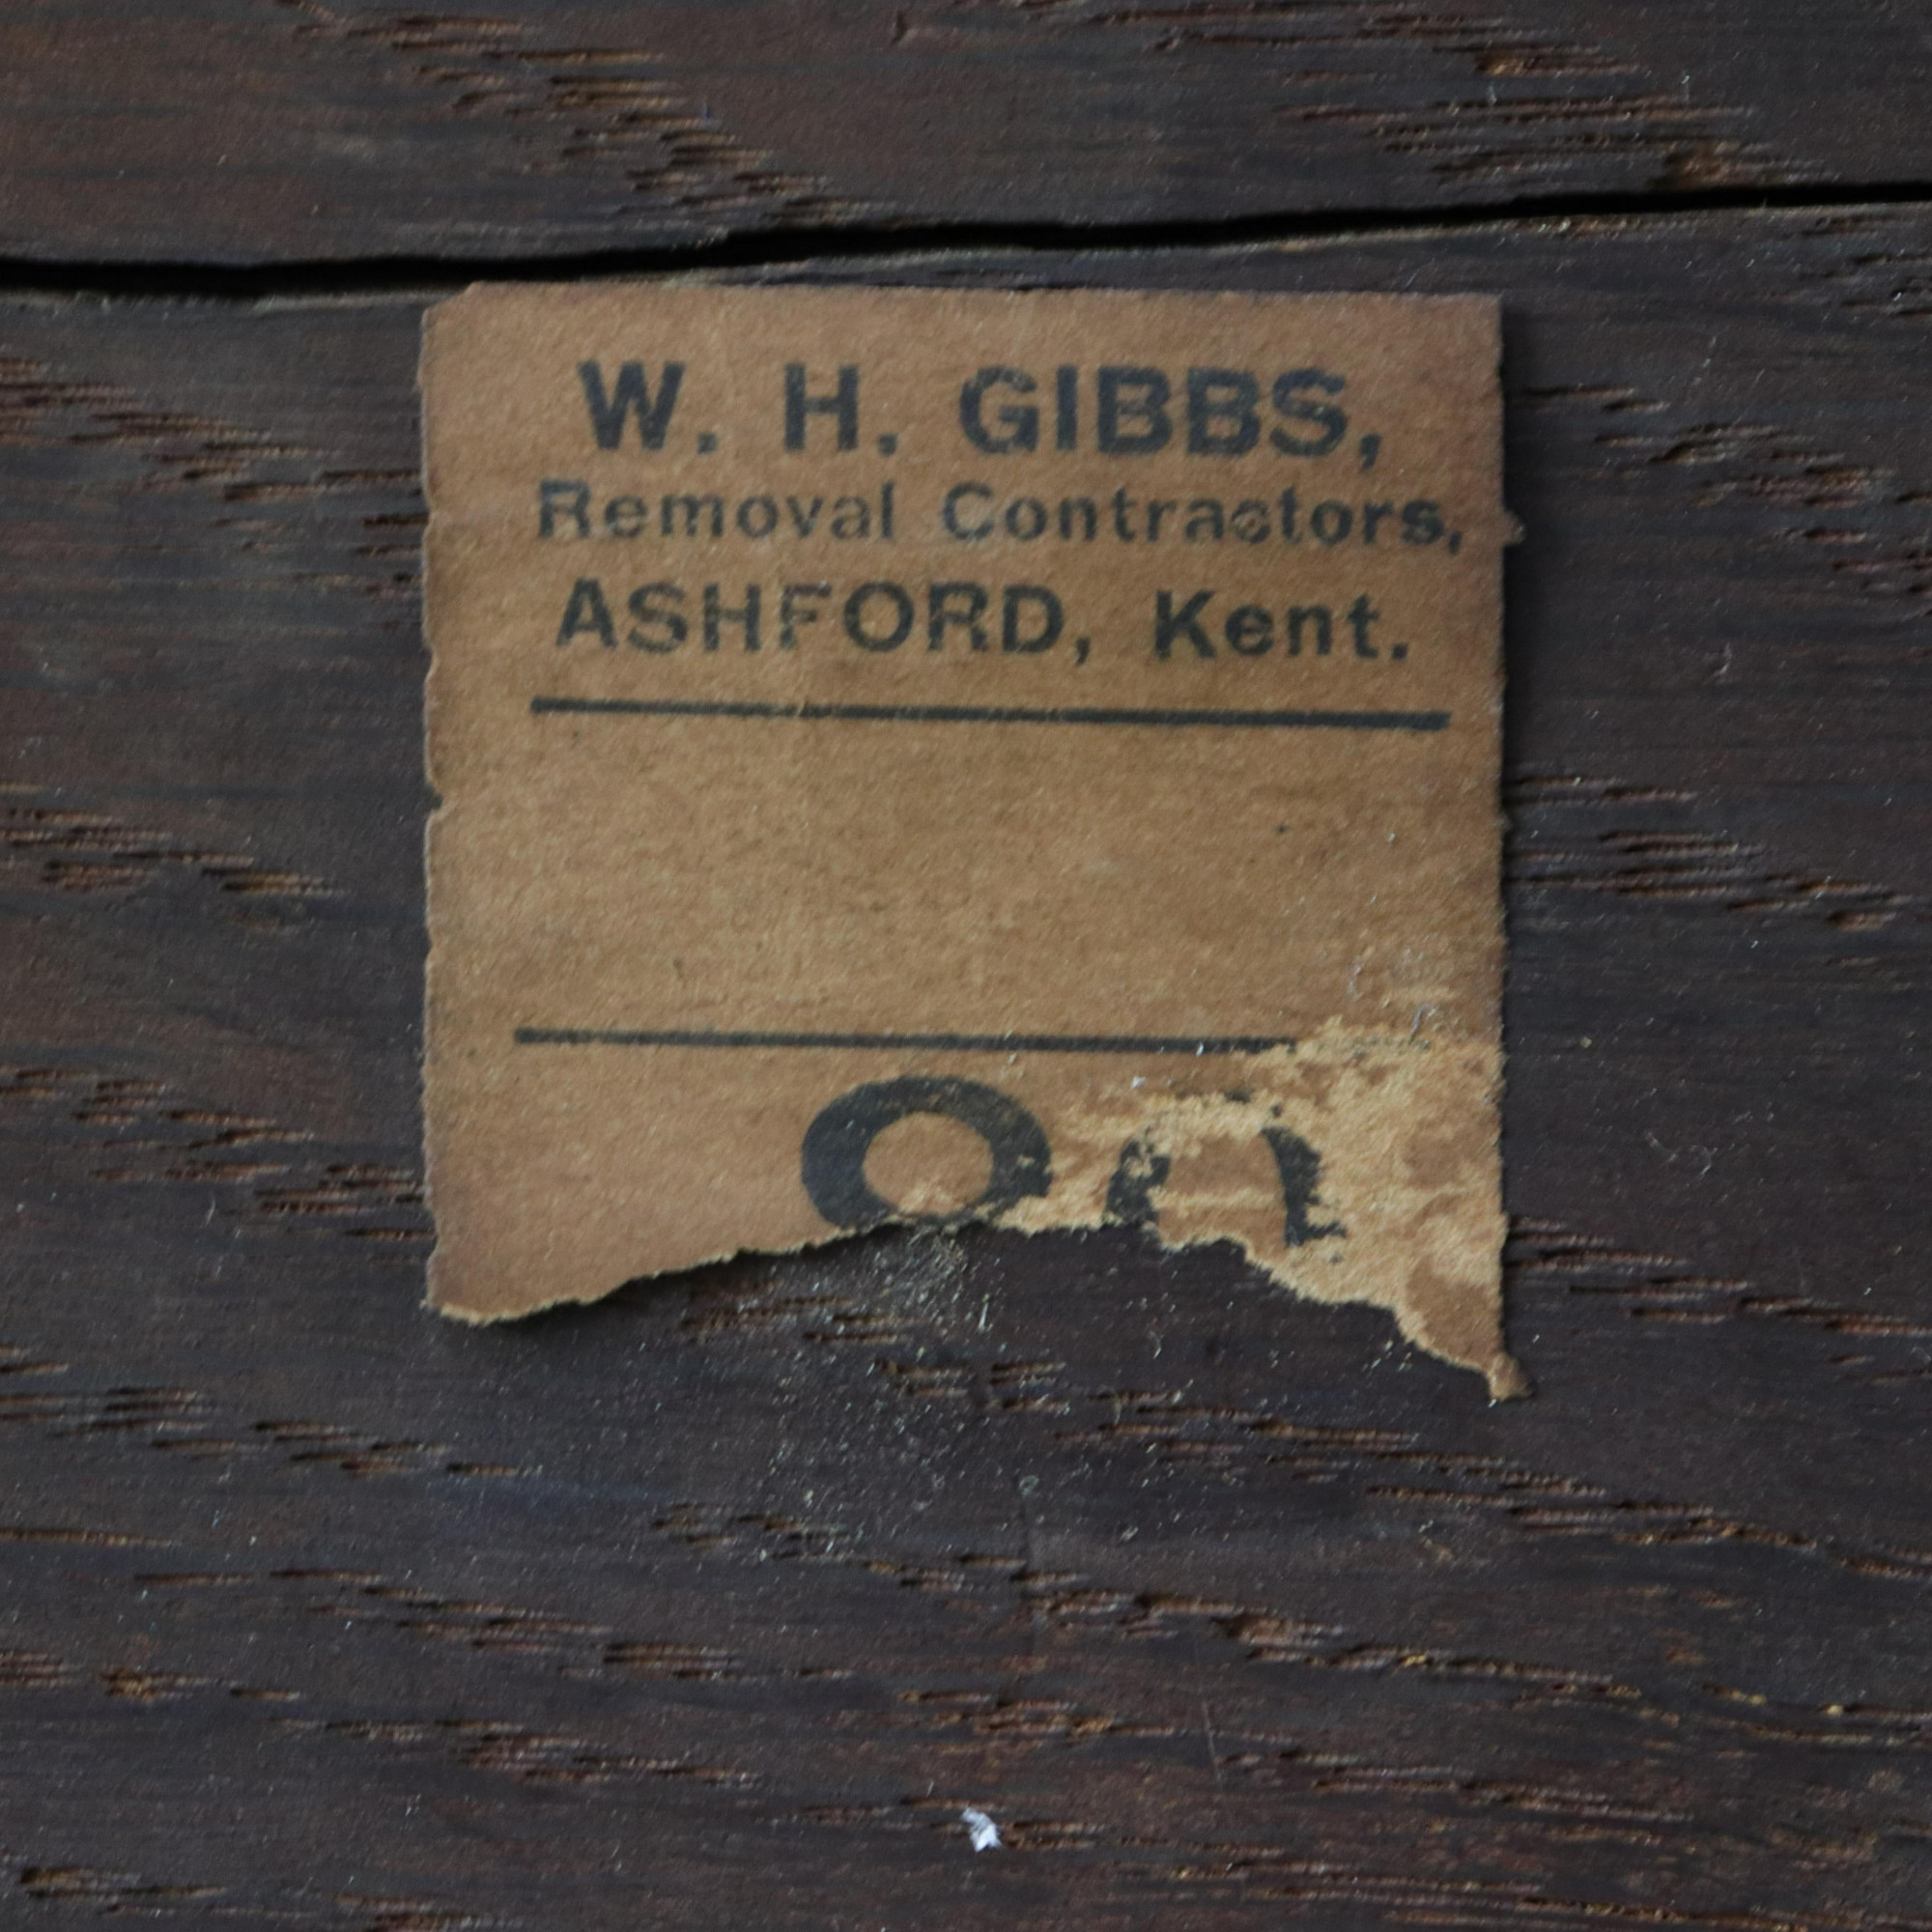 W. H. GIBBS,
Removal Contractors,
ASHFORD, Kent.